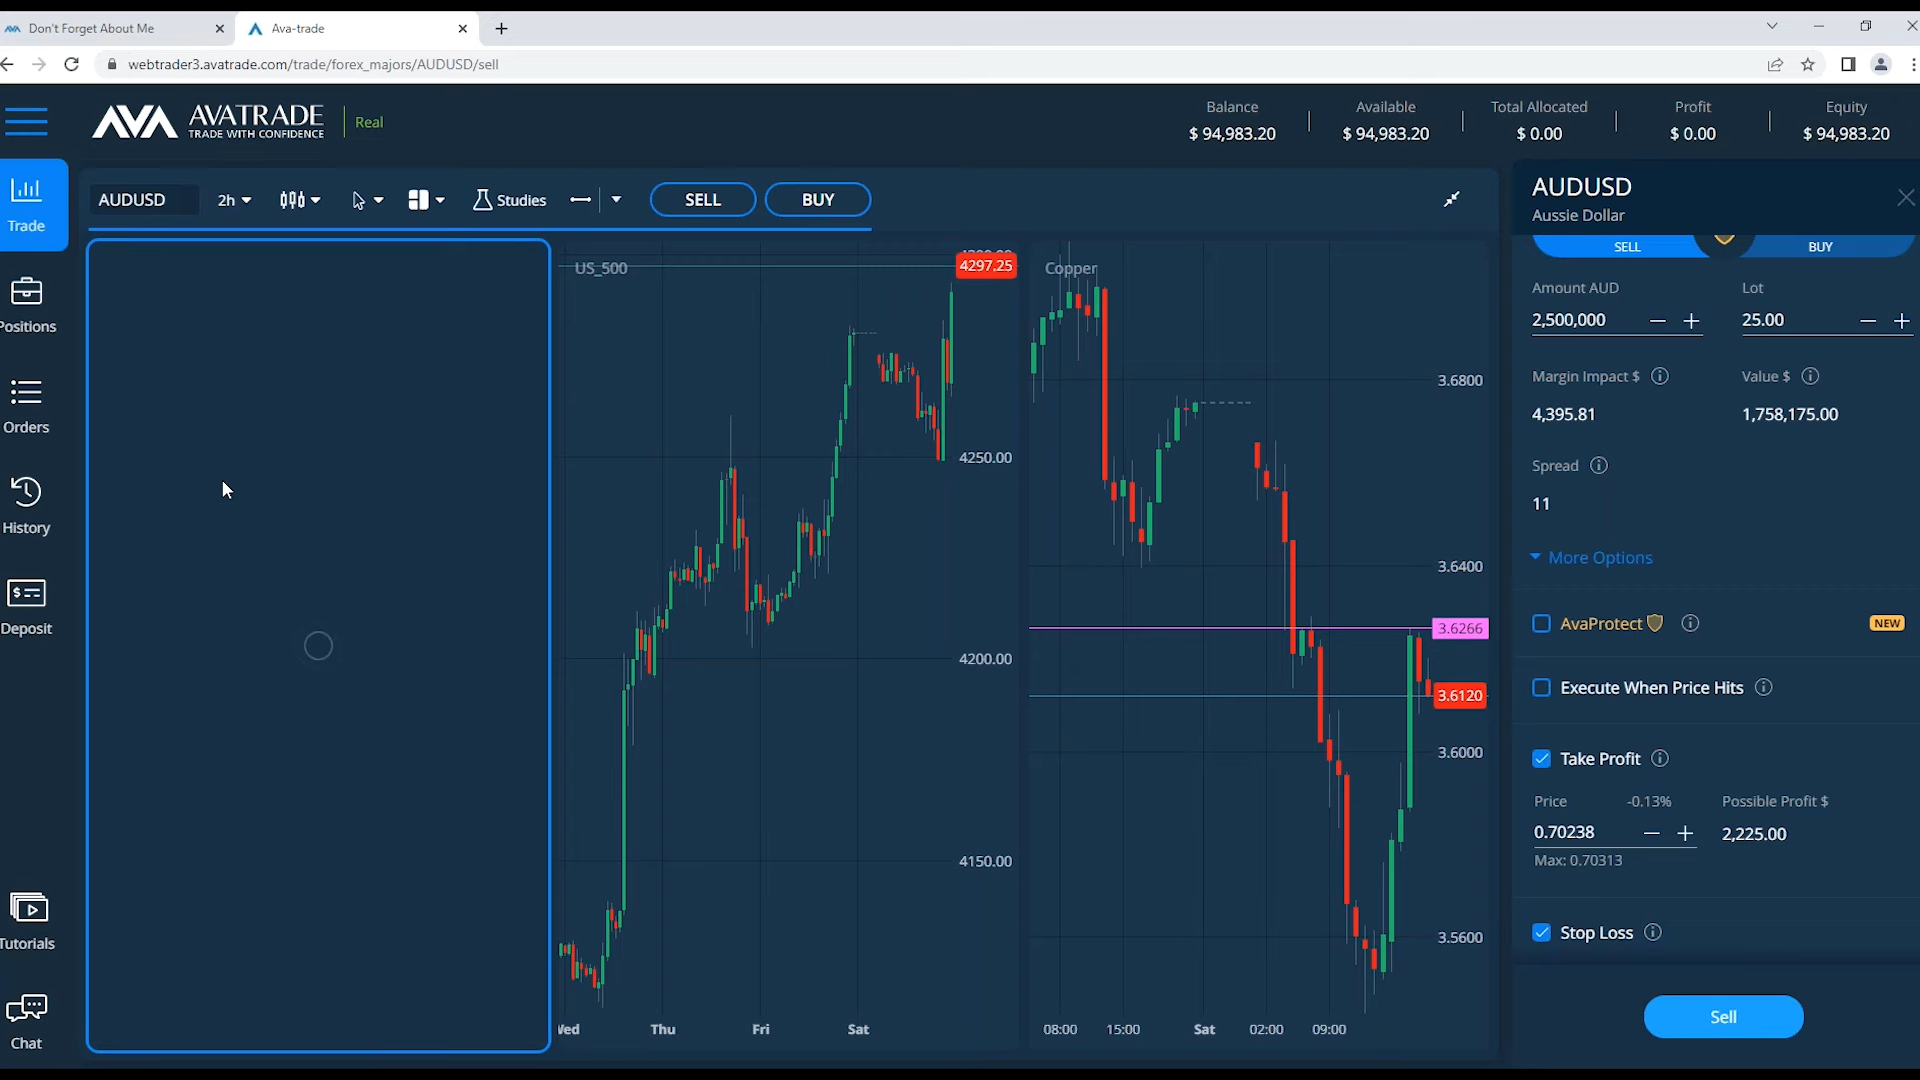 Don't Forget About Me
Ava-trade
webtrader3.avatrade.com/trade/forex_majors/AUDUSD/sell
AVA AVATRADE
TRADE WITH CONFIDENCE
Real
Balance
$ 94,983.20
Available
$ 94,983.20
Total Allocated
$ 0.00
Profit
$ 0.00
Equity
$ 94,983.20
Trade
Positions
Orders
History
Deposit
Tutorials
Chat
AUDUSD
2h
Studies
SELL
BUY
US_500
4297.25
4250.00
4200.00
4150.00
Wed
Thu
Fri
Sat
Copper
3.6800
3.6400
3.6266
3.6120
3.6000
3.5600
08:00
15:00
Sat
02:00
09:00
AUDUSD
Aussie Dollar
SELL
BUY
Amount AUD
Lot
2,500,000
25.00
Margin Impact $
Value $
4,395.81
1,758,175.00
Spread
11
More Options
AvaProtect
NEW
Execute When Price Hits
Take Profit
Price
-0.13%
Possible Profit $
0.70238
2,225.00
Max: 0.70313
Stop Loss
Sell